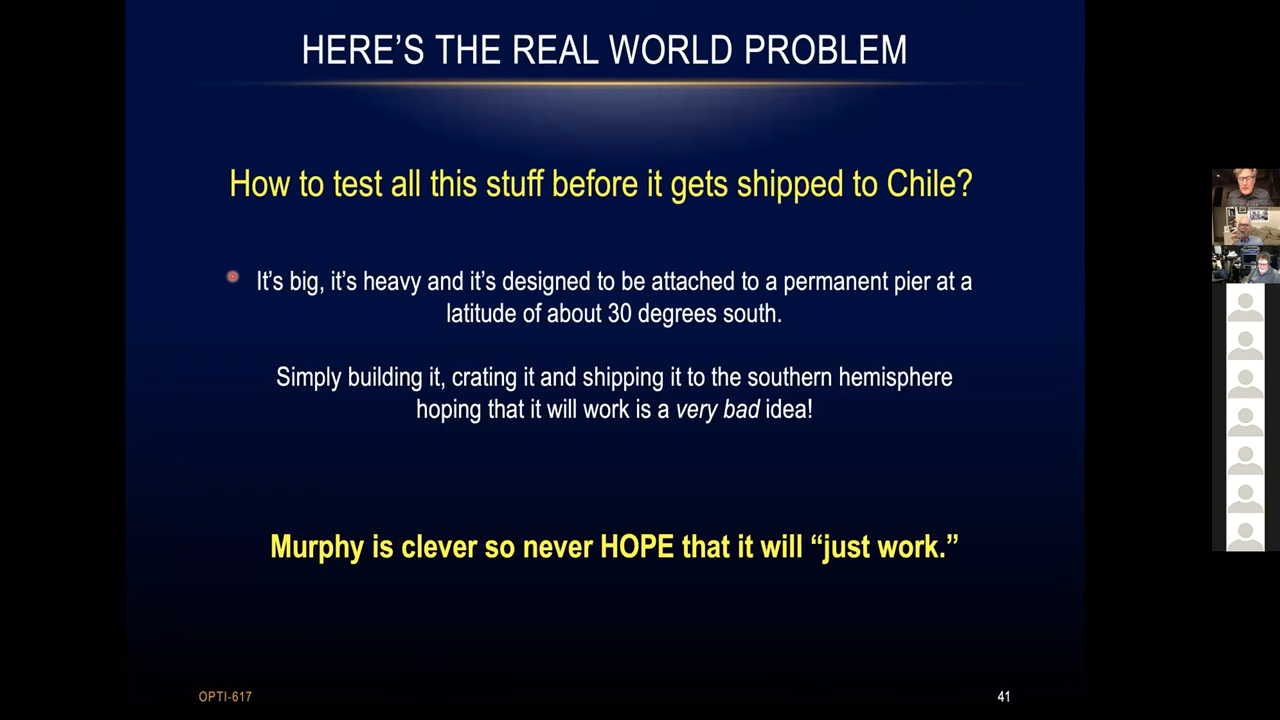 HERE’S THE REAL WORLD PROBLEM
How to test all this stuff before it gets shipped to Chile?
It’s big, it’s heavy and it’s designed to be attached to a permanent pier at a
latitude of about 30 degrees south.
Simply building it, crating it and shipping it to the southern hemisphere
hoping that it will work is a very bad idea!
Murphy is clever so never HOPE that it will “just work.”
OPTI-617
41